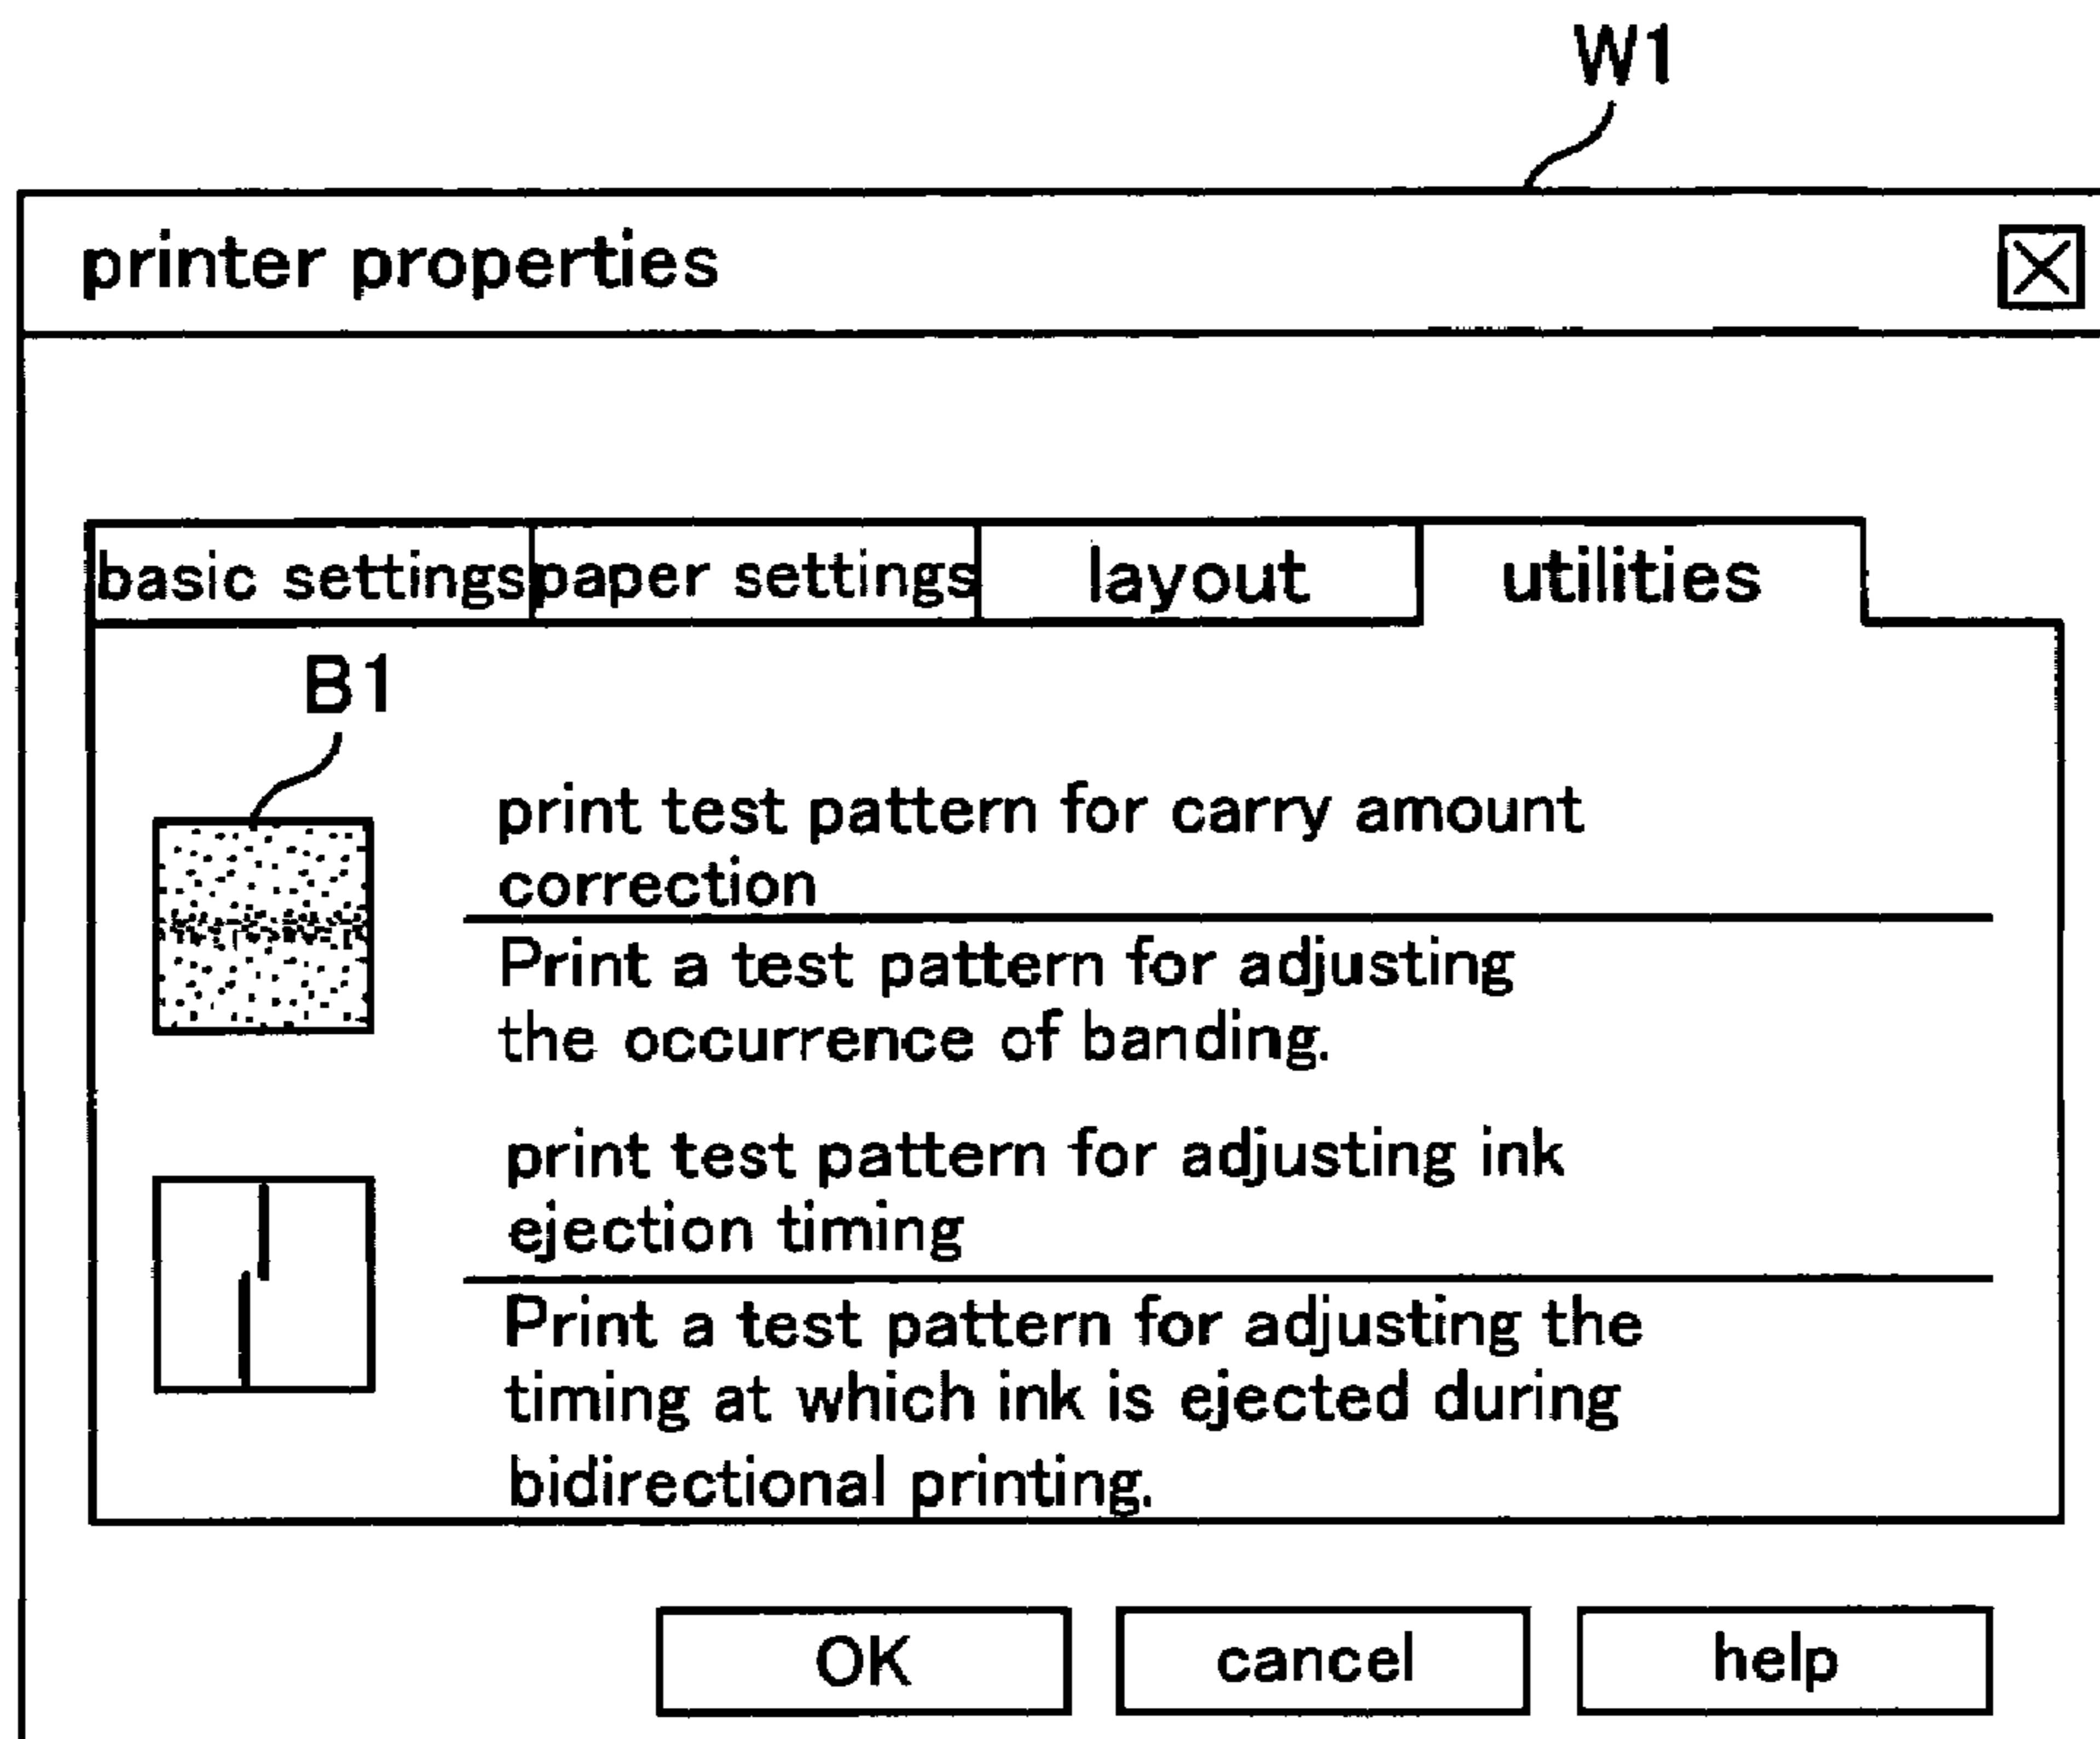 W1
printer properties
basic settings paper settings layout utilities
B1
print test pattern for carry amount
correction
Print a test pattern for adjusting
the occurrence of banding.
print test pattern for adjusting ink
ejection timing
Print a test pattern for adjusting the
timing at which ink is ejected during
bidirectional printing.
OK cancel help